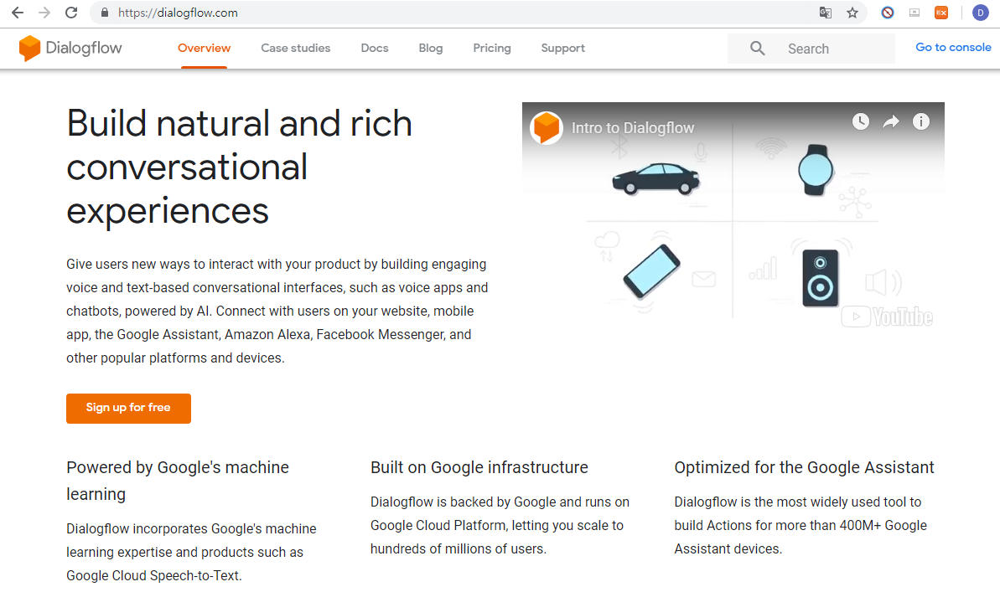 https://dialogflow.com
EX
D
Dialogflow
Overview
Case studies
Docs
Blog
Pricing
Support
Search
Go to console
Build natural and rich
conversational
experiences
Give users new ways to interact with your product by building engaging
voice and text-based conversational interfaces, such as voice apps and
chatbots, powered by AI. Connect with users on your website, mobile
app, the Google Assistant, Amazon Alexa, Facebook Messenger, and
other popular platforms and devices.
Sign up for free
Intro to Dialogflow
YouTube
Powered by Google's machine
learning
Dialogflow incorporates Google's machine
learning expertise and products such as
Google Cloud Speech-to-Text.
Built on Google infrastructure
Dialogflow is backed by Google and runs on
Google Cloud Platform, letting you scale to
hundreds of millions of users.
Optimized for the Google Assistant
Dialogflow is the most widely used tool to
build Actions for more than 400M+ Google
Assistant devices.